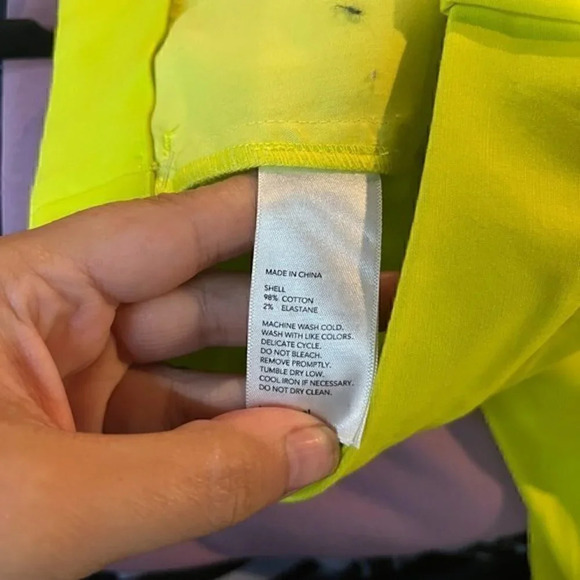 MADE IN CHINA
SHELL
98% COTTON
2% ELASTANE
MACHINE WASH COLD.
WASH WITH LIKE COLORS.
DELICATE CYCLE.
DO NOT BLEACH.
REMOVE PROMPTLY.
TUMBLE DRY LOW.
COOL IRON IF NECESSARY.
DO NOT DRY CLEAN.